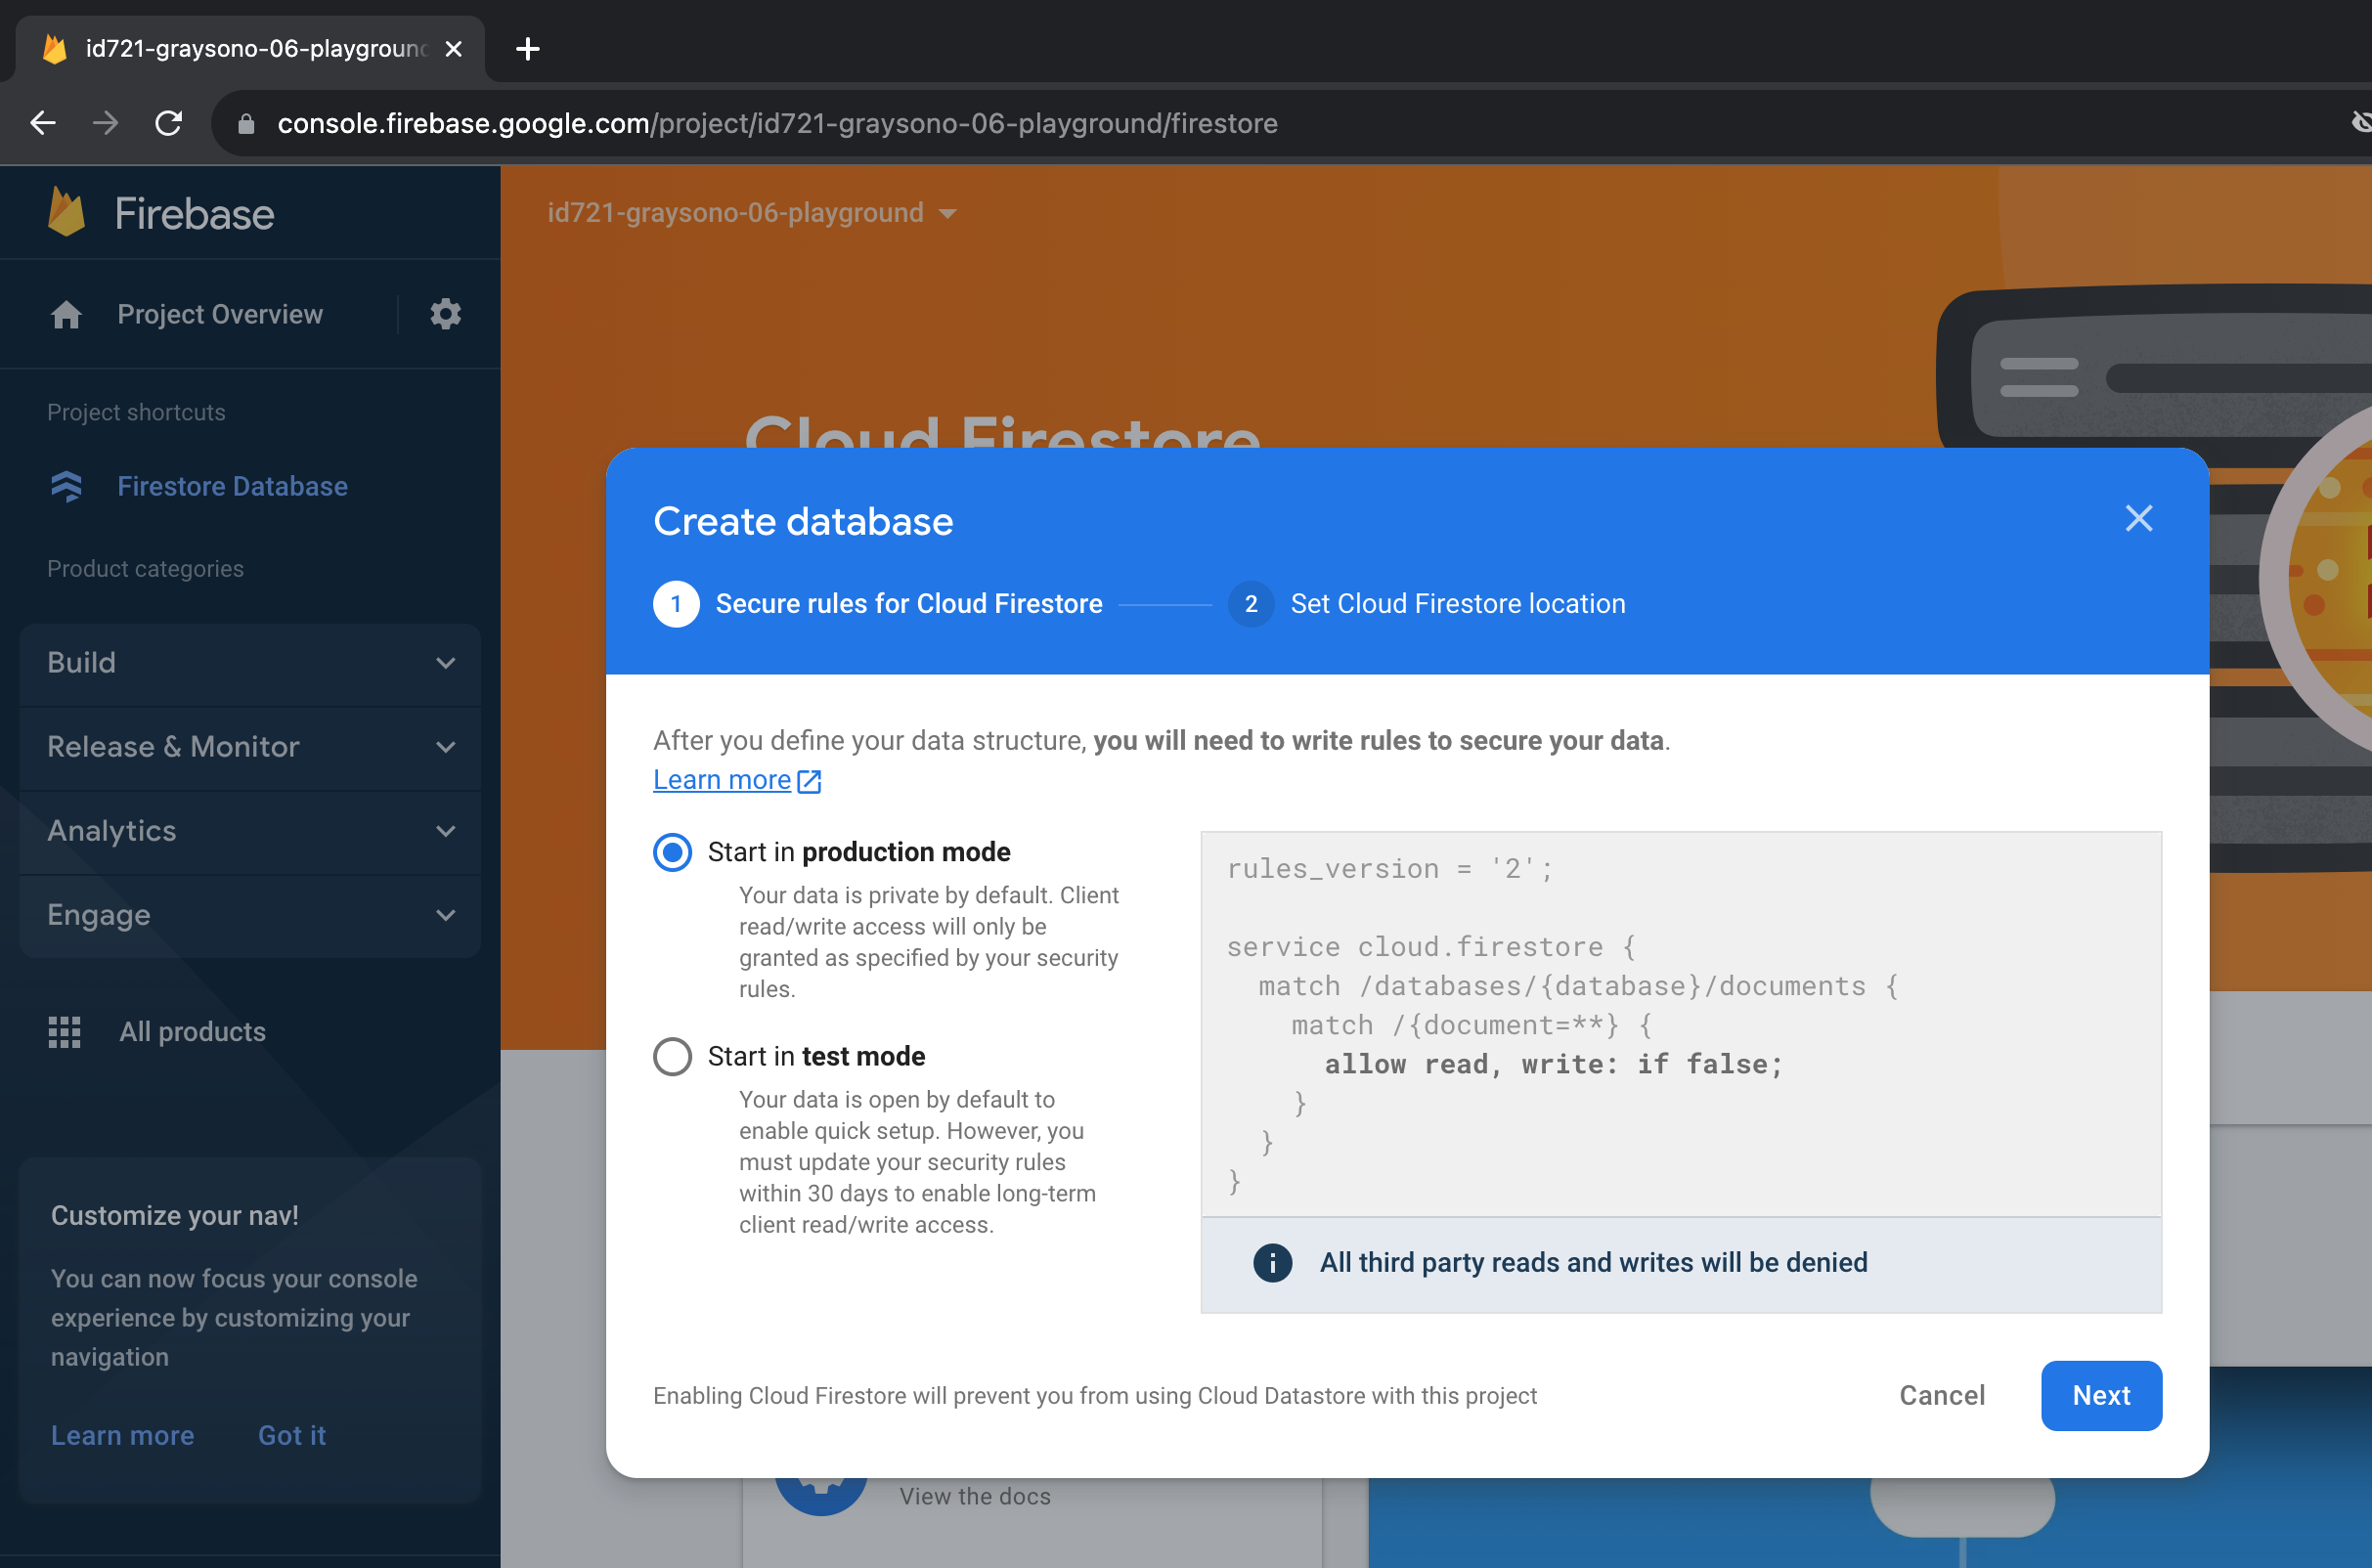 id721-graysono-06-playground
console.firebase.google.com/project/id721-graysono-06-playground/firestore
Firebase
id721-graysono-06-playground
Project Overview
Project shortcuts
Firestore Database
Product categories
Build
Release & Monitor
Analytics
Engage
All products
Customize your nav!
You can now focus your console
experience by customizing your
navigation
Learn more
Got it
Cloud Firestore
Create database
1 Secure rules for Cloud Firestore
2 Set Cloud Firestore location
After you define your data structure, you will need to write rules to secure your data.
Learn more
Start in production mode
Your data is private by default. Client
read/write access will only be
granted as specified by your security
rules.
Start in test mode
Your data is open by default to
enable quick setup. However, you
must update your security rules
within 30 days to enable long-term
client read/write access.
rules_version = '2';
service cloud.firestore {
match /databases/{database}/documents {
match /{document=**} {
allow read, write: if false;
}
}
}
All third party reads and writes will be denied
Enabling Cloud Firestore will prevent you from using Cloud Datastore with this project
Cancel
Next
View the docs